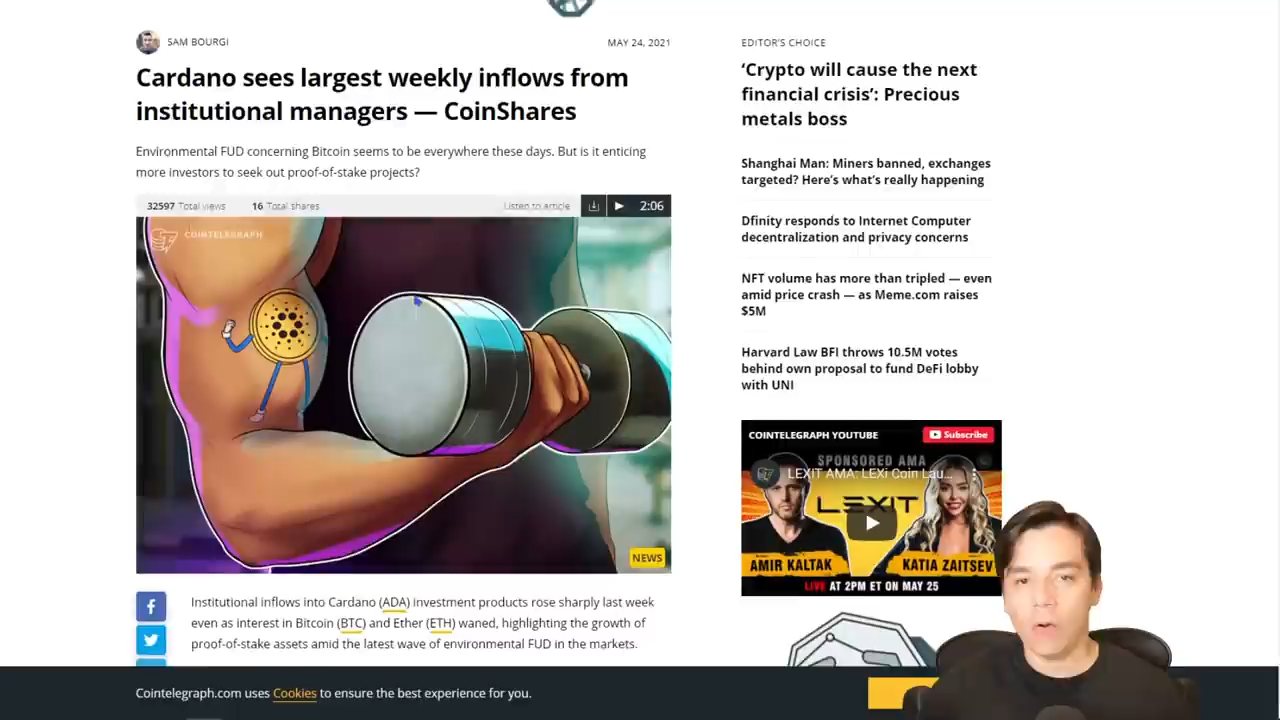 SAM BOURGI
MAY 24, 2021
Cardano sees largest weekly inflows from
institutional managers — CoinShares
Environmental FUD concerning Bitcoin seems to be everywhere these days. But is it enticing
more investors to seek out proof-of-stake projects?
32597 Total views
16 Total shares
Listen to article
2:06
COINTELEGRAPH
NEWS
Institutional inflows into Cardano (ADA) investment products rose sharply last week
even as interest in Bitcoin (BTC) and Ether (ETH) waned, highlighting the growth of
proof-of-stake assets amid the latest wave of environmental FUD in the markets.
EDITOR'S CHOICE
‘Crypto will cause the next
financial crisis’: Precious
metals boss
Shanghai Man: Miners banned, exchanges
targeted? Here’s what’s really happening
Dfinity responds to Internet Computer
decentralization and privacy concerns
NFT volume has more than tripled — even
amid price crash — as Meme.com raises
$5M
Harvard Law BFI throws 10.5M votes
behind own proposal to fund DeFi lobby
with UNI
COINTELEGRAPH YOUTUBE
Subscribe
SPONSORED AMA
LEXIT AMA: LEXi Coin Lau...
LEXIT
AMIR KALTAK
KATIA ZAITSEV
LIVE AT 2PM ET ON MAY 25
Cointelegraph.com uses Cookies to ensure the best experience for you.